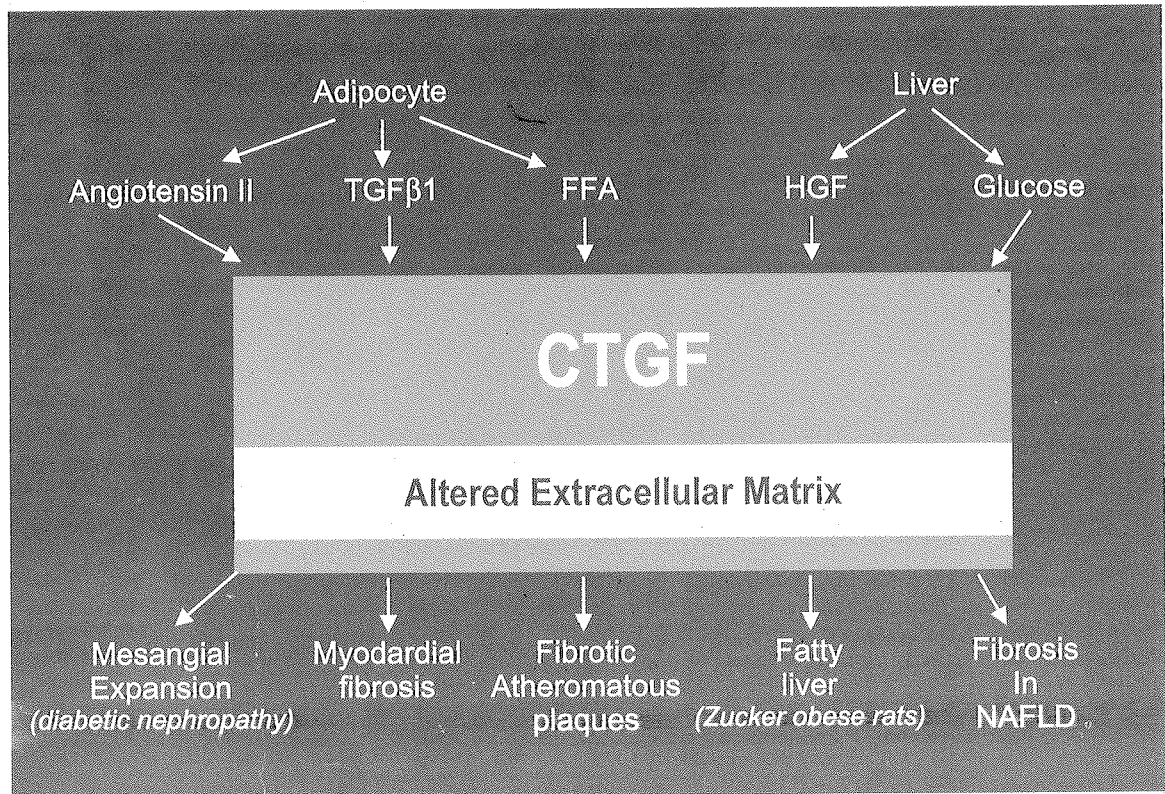 Adipocyte
Liver
Angiotensin II
TGFβ1
FFA
HGF
Glucose
CTGF
Altered Extracellular Matrix
Mesangial
Expansion
(diabetic nephropathy)
Myodardial
fibrosis
Fibrotic
Atheromatous
plaques
Fatty
liver
(Zucker obese rats)
Fibrosis
In
NAFLD